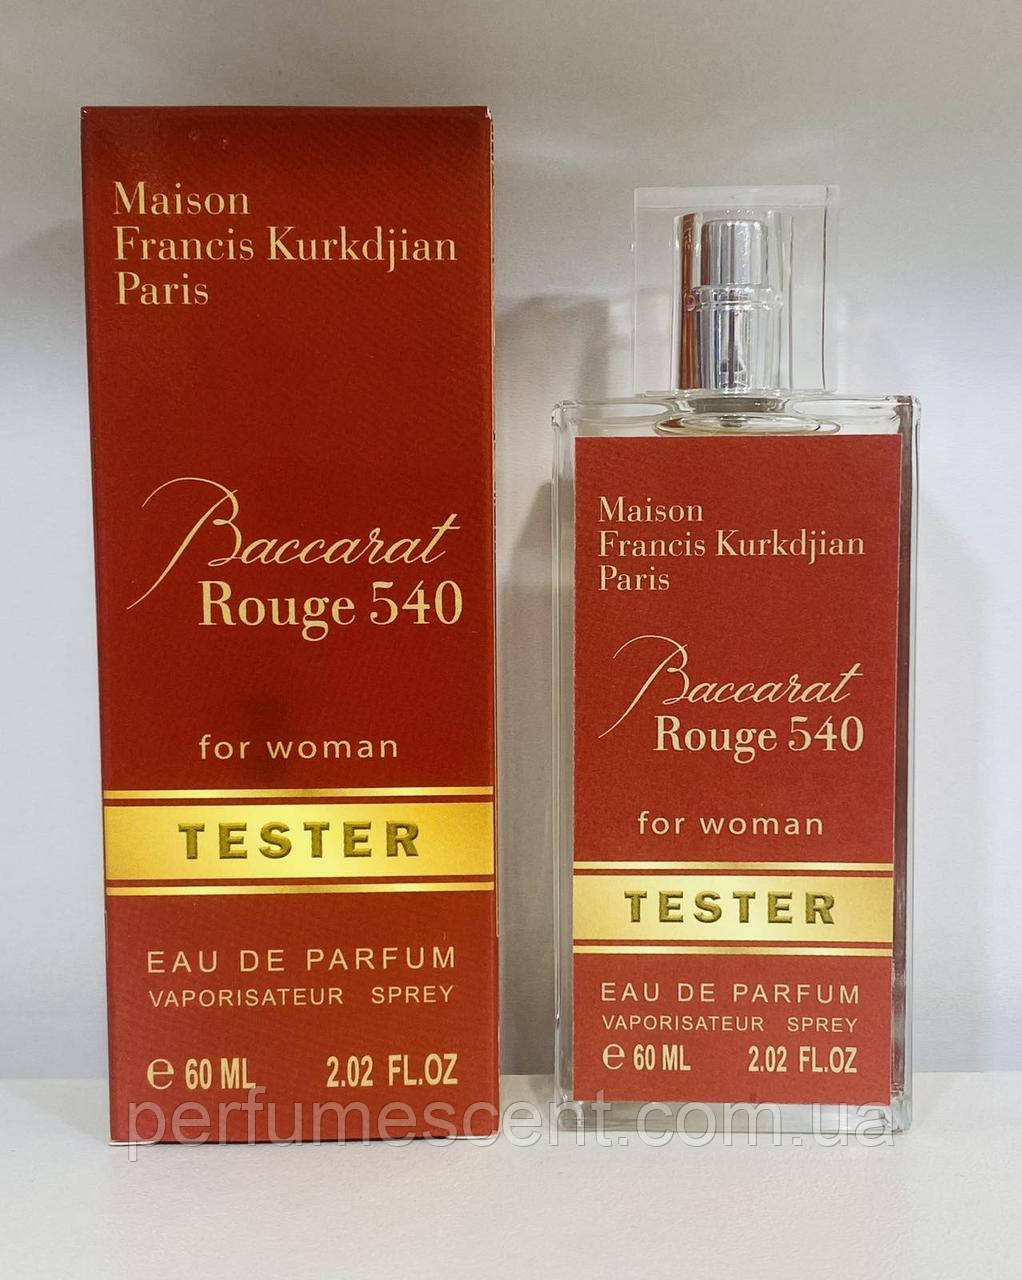 Maison
Francis Kurkdjian
Paris
Baccarat
Rouge 540
for woman
TESTER
EAU DE PARFUM
VAPORISATEUR SPREY
℮ 60 ML 2.02 FL.OZ
Maison
Francis Kurkdjian
Paris
Baccarat
Rouge 540
for woman
TESTER
EAU DE PARFUM
VAPORISATEUR SPREY
℮ 60 ML 2.02 FL.OZ
perfumescent.com.ua